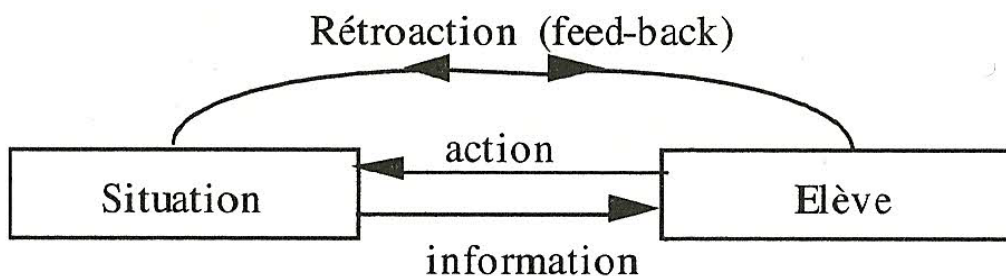 Rétroaction (feed-back)
action
Situation
Elève
information